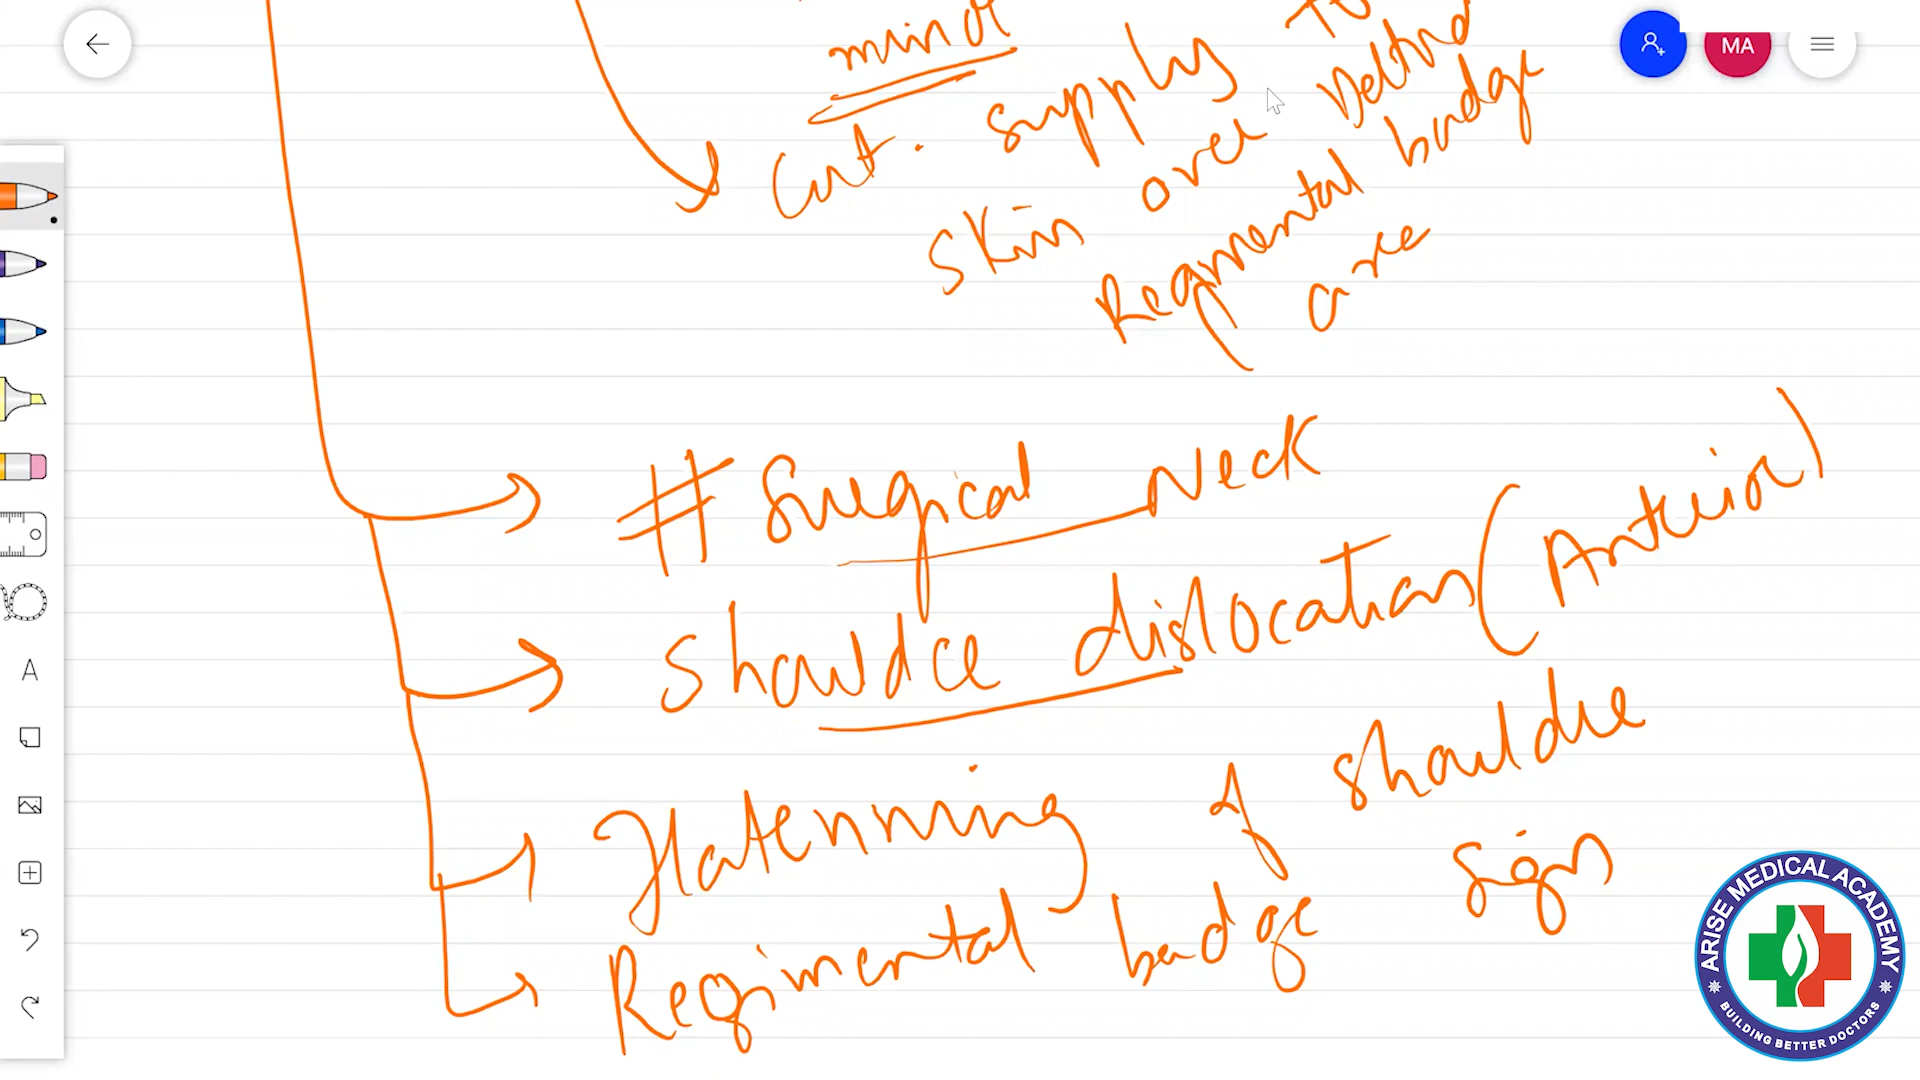 minor
Cut. supply to
skin over Deltoid
Regimental badge
area
# Surgical Neck
Shoulder dislocation (Anterior)
Flatenning of shoulder
Regimental badge sign
MA
A
ARISE MEDICAL ACADEMY
BUILDING BETTER DOCTORS